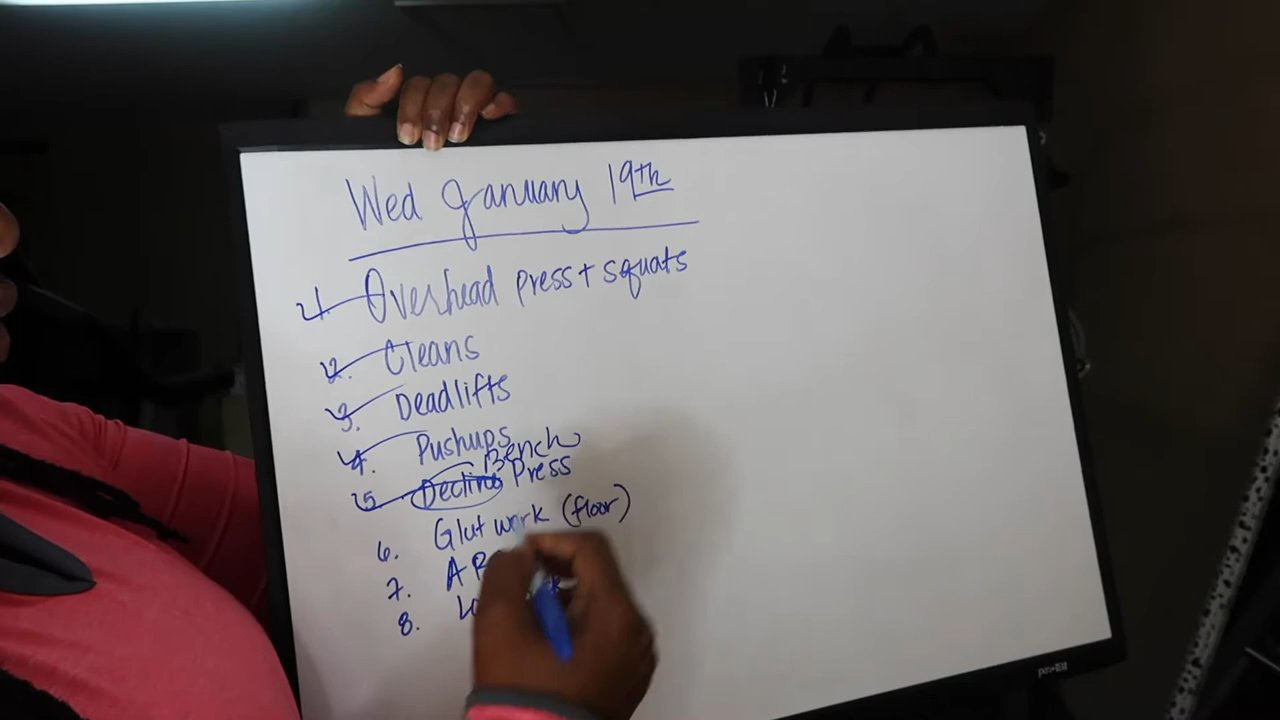 Wed January 19th
1. Overhead press + squats
2. Cleans
3. Deadlifts
4. Pushups
Bench
5. Decline Press
6. Glut work (floor)
7. AB
8.